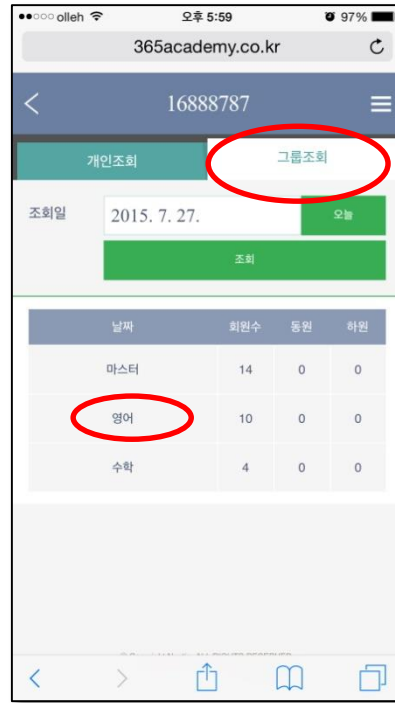 olleh 오후 5:59 97%
365academy.co.kr
16888787
개인조회 그룹조회
조회일 2015. 7. 27. 오늘
조회
날짜 회원수 등원 하원
마스터 14 0 0
영어 10 0 0
수학 4 0 0